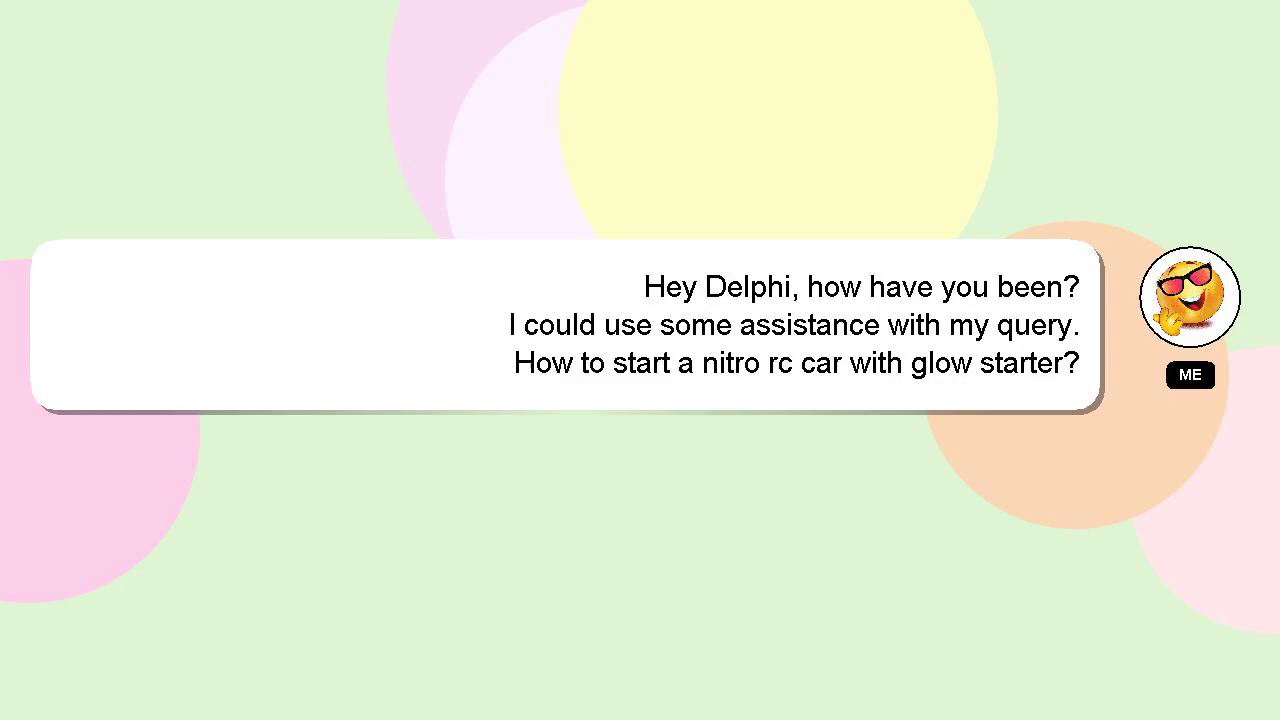 Hey Delphi, how have you been?
I could use some assistance with my query.
How to start a nitro rc car with glow starter?
ME